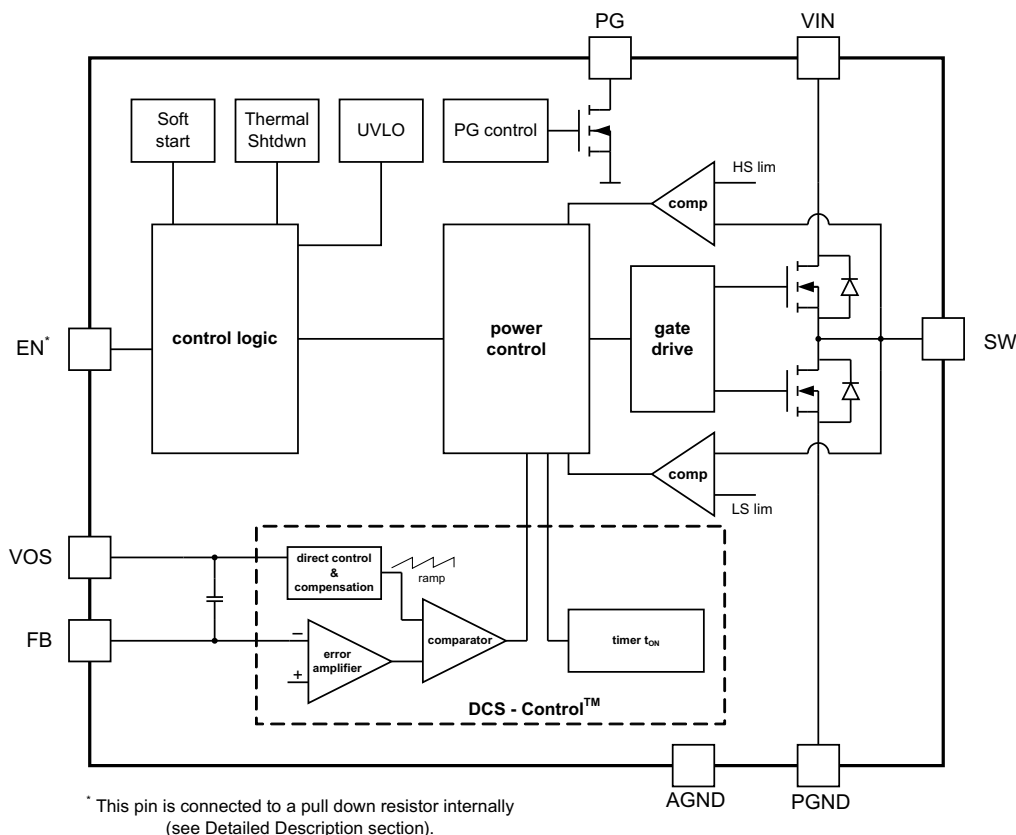 PG
VIN
Soft
start
Thermal
Shtdwn
UVLO
PG control
HS lim
comp
control logic
power
control
gate
drive
EN*
SW
comp
LS lim
VOS
direct control
&
compensation
ramp
FB
−
+
error
amplifier
comparator
timer tON
DCS - Control™
AGND
PGND
* This pin is connected to a pull down resistor internally
(see Detailed Description section).